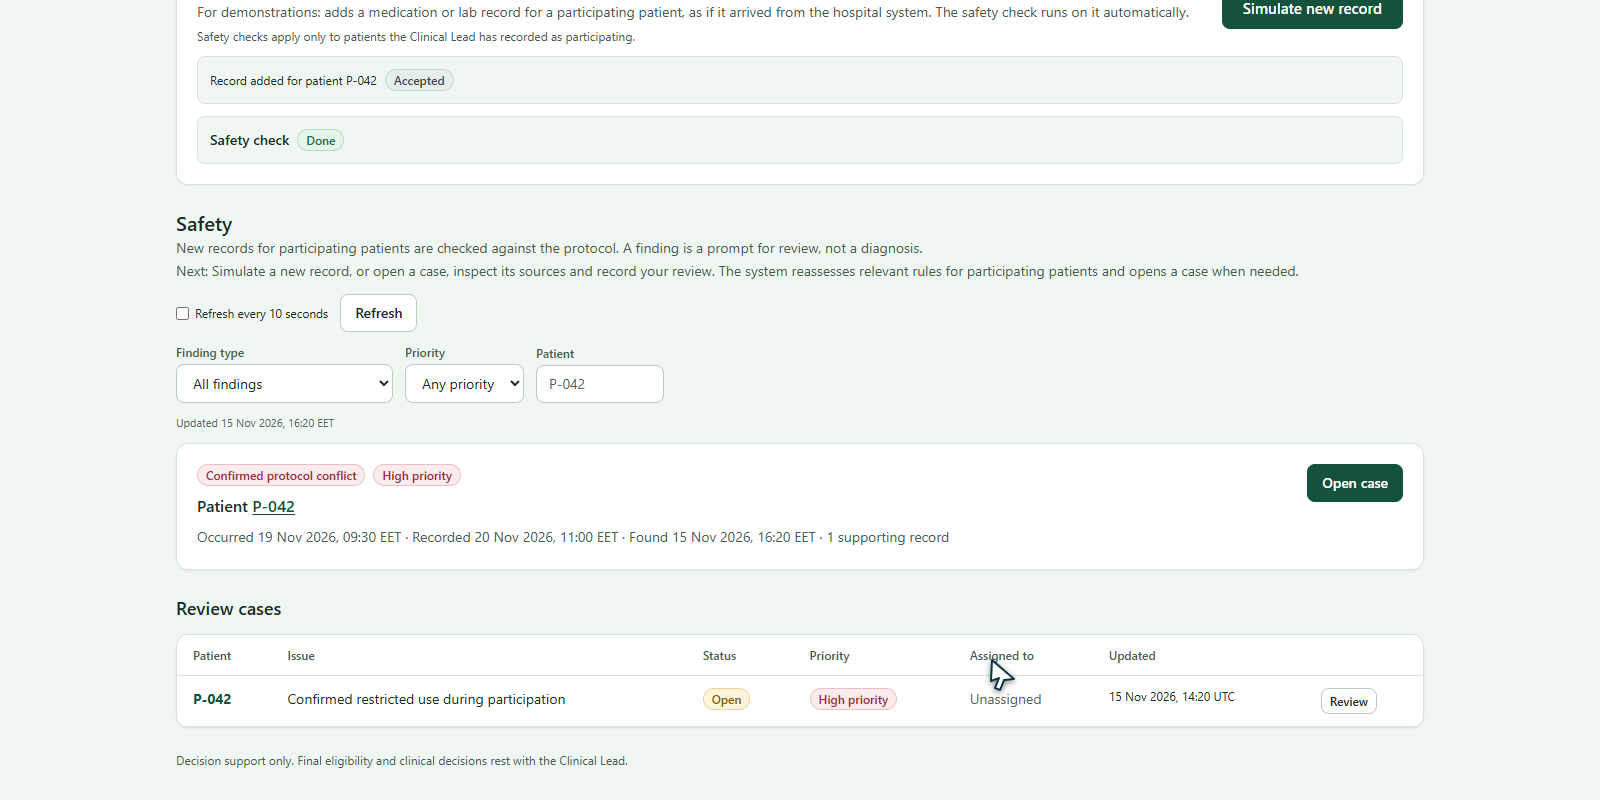 For demonstrations: adds a medication or lab record for a participating patient, as if it arrived from the hospital system. The safety check runs on it automatically.
Simulate new record
Safety checks apply only to patients the Clinical Lead has recorded as participating.
Record added for patient P-042 Accepted
Safety check Done
Safety
New records for participating patients are checked against the protocol. A finding is a prompt for review, not a diagnosis.
Next: Simulate a new record, or open a case, inspect its sources and record your review. The system reassesses relevant rules for participating patients and opens a case when needed.
Refresh every 10 seconds Refresh
Finding type Priority Patient
All findings Any priority P-042
Updated 15 Nov 2026, 16:20 EET
Confirmed protocol conflict High priority
Open case
Patient P-042
Occurred 19 Nov 2026, 09:30 EET · Recorded 20 Nov 2026, 11:00 EET · Found 15 Nov 2026, 16:20 EET · 1 supporting record
Review cases
Patient Issue Status Priority Assigned to Updated
P-042 Confirmed restricted use during participation Open High priority Unassigned 15 Nov 2026, 14:20 UTC Review
Decision support only. Final eligibility and clinical decisions rest with the Clinical Lead.